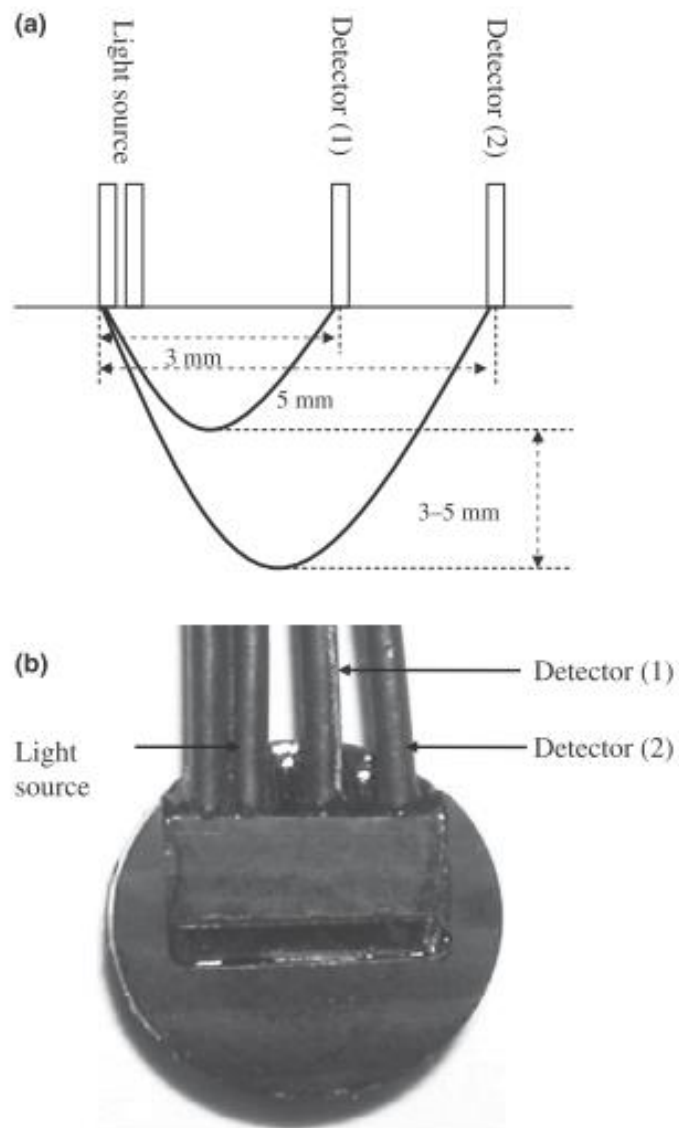 (a)
Light source
Detector (1)
Detector (2)
3 mm
5 mm
3–5 mm
(b)
Detector (1)
Light
source
Detector (2)